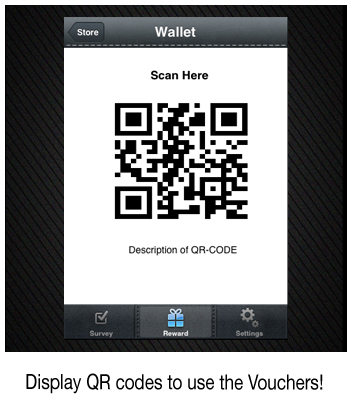 Store
Wallet
Scan Here
Description of QR-CODE
Survey
Reward
Settings
Display QR codes to use the Vouchers!